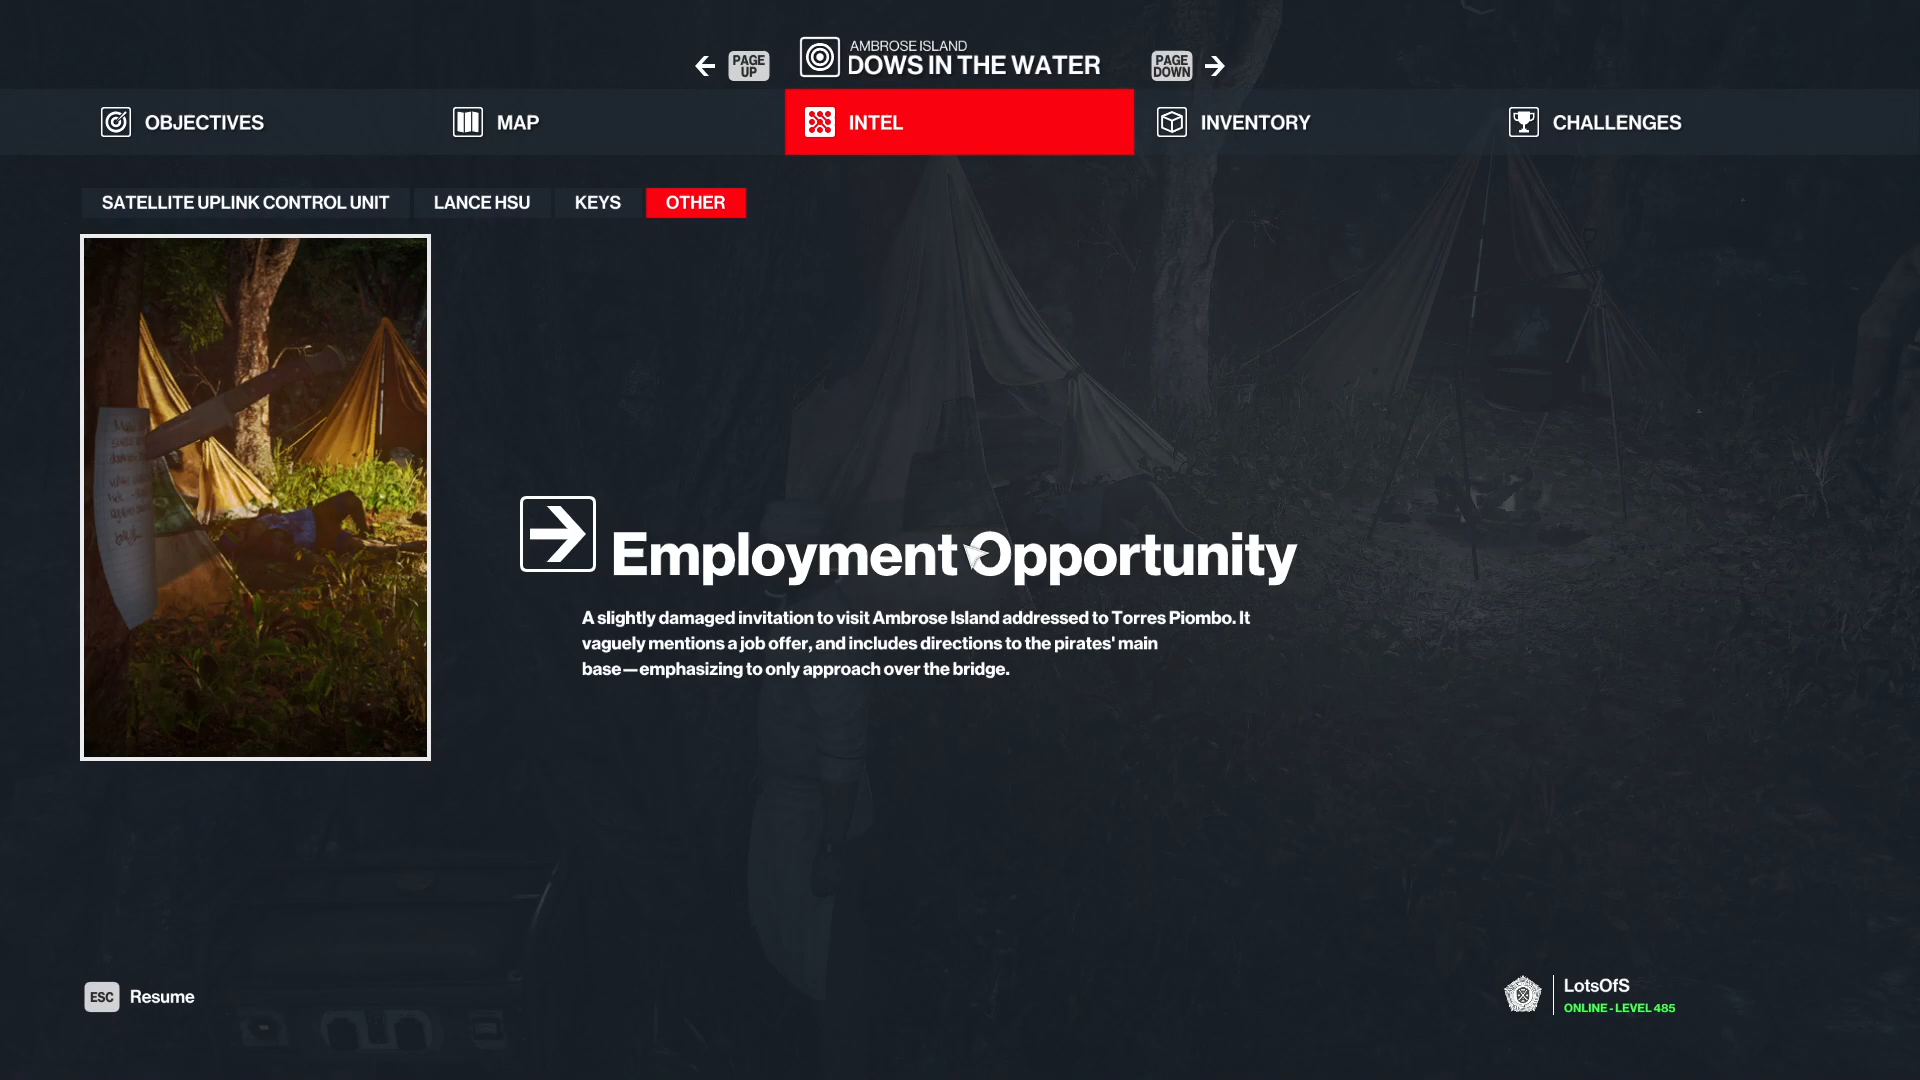 AMBROSE ISLAND
DOWS IN THE WATER
PAGE UP
PAGE DOWN
OBJECTIVES
MAP
INTEL
INVENTORY
CHALLENGES
SATELLITE UPLINK CONTROL UNIT
LANCE HSU
KEYS
OTHER
Employment Opportunity
A slightly damaged invitation to visit Ambrose Island addressed to Torres Piombo. It
vaguely mentions a job offer, and includes directions to the pirates' main
base—emphasizing to only approach over the bridge.
ESC Resume
LotsOfS
ONLINE - LEVEL 485